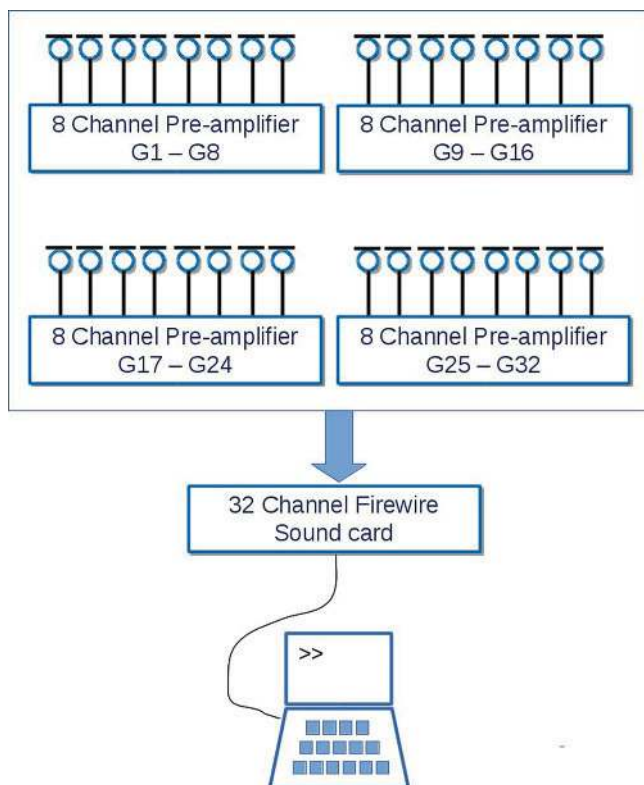 8 Channel Pre-amplifier
G1 – G8
8 Channel Pre-amplifier
G9 – G16
8 Channel Pre-amplifier
G17 – G24
8 Channel Pre-amplifier
G25 – G32
32 Channel Firewire
Sound card
>>